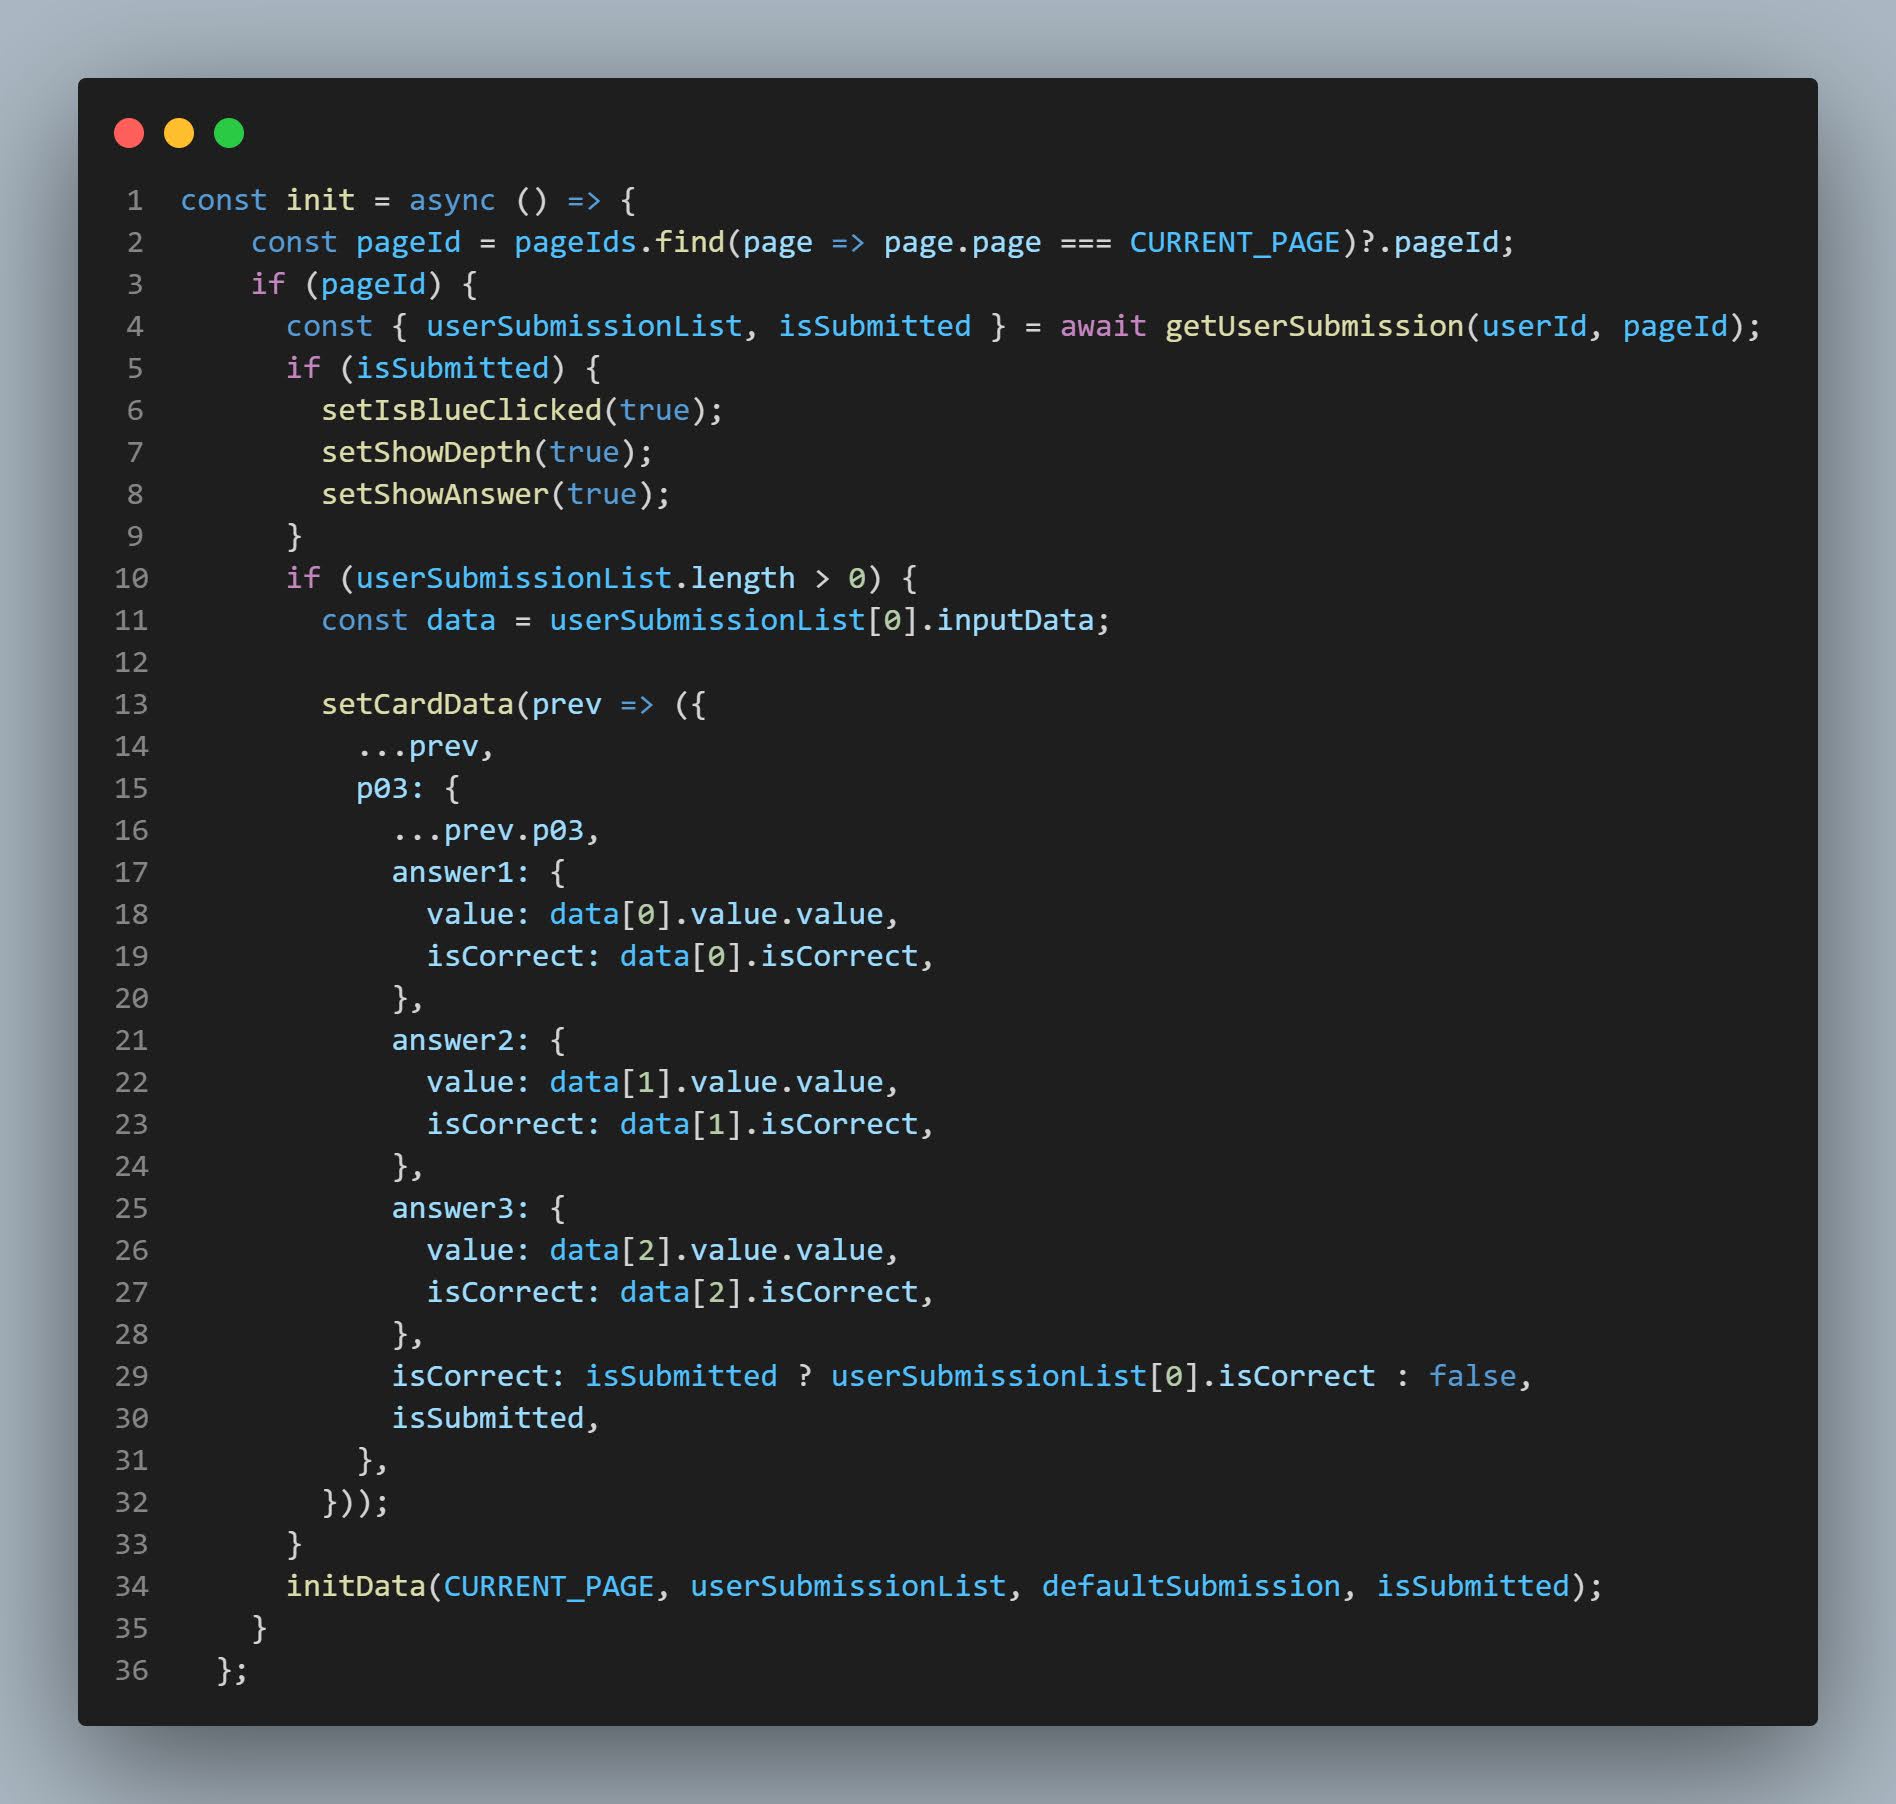 1 const init = async () => {
2 const pageId = pageIds.find(page => page.page === CURRENT_PAGE)?.pageId;
3 if (pageId) {
4 const { userSubmissionList, isSubmitted } = await getUserSubmission(userId, pageId);
5 if (isSubmitted) {
6 setIsBlueClicked(true);
7 setShowDepth(true);
8 setShowAnswer(true);
9 }
10 if (userSubmissionList.length > 0) {
11 const data = userSubmissionList[0].inputData;
12
13 setCardData(prev => ({
14 ...prev,
15 p03: {
16 ...prev.p03,
17 answer1: {
18 value: data[0].value.value,
19 isCorrect: data[0].isCorrect,
20 },
21 answer2: {
22 value: data[1].value.value,
23 isCorrect: data[1].isCorrect,
24 },
25 answer3: {
26 value: data[2].value.value,
27 isCorrect: data[2].isCorrect,
28 },
29 isCorrect: isSubmitted ? userSubmissionList[0].isCorrect : false,
30 isSubmitted,
31 },
32 }));
33 }
34 initData(CURRENT_PAGE, userSubmissionList, defaultSubmission, isSubmitted);
35 }
36 };